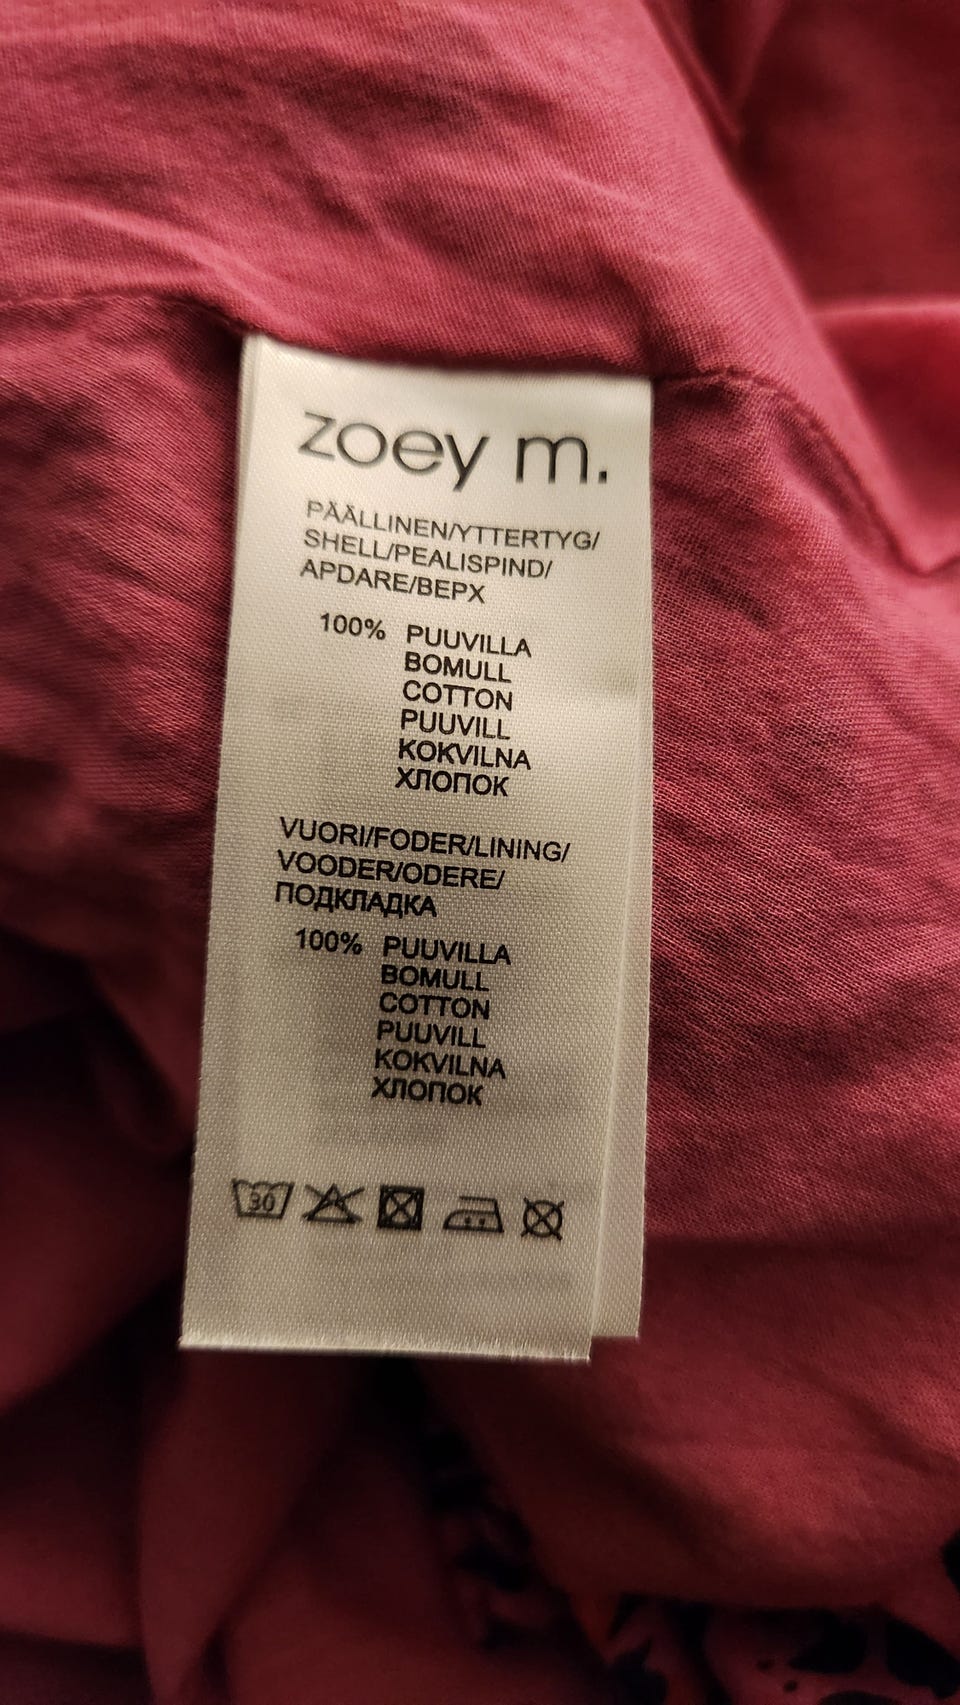 zoey m.
PÄÄLLINEN/YTTERTYG/
SHELL/PEALISPIND/
APDARE/ВЕРХ
100% PUUVILLA
BOMULL
COTTON
PUUVILL
KOKVILNA
ХЛОПОК
VUORI/FODER/LINING/
VOODER/ODERE/
ПОДКЛАДКА
100% PUUVILLA
BOMULL
COTTON
PUUVILL
KOKVILNA
ХЛОПОК
30